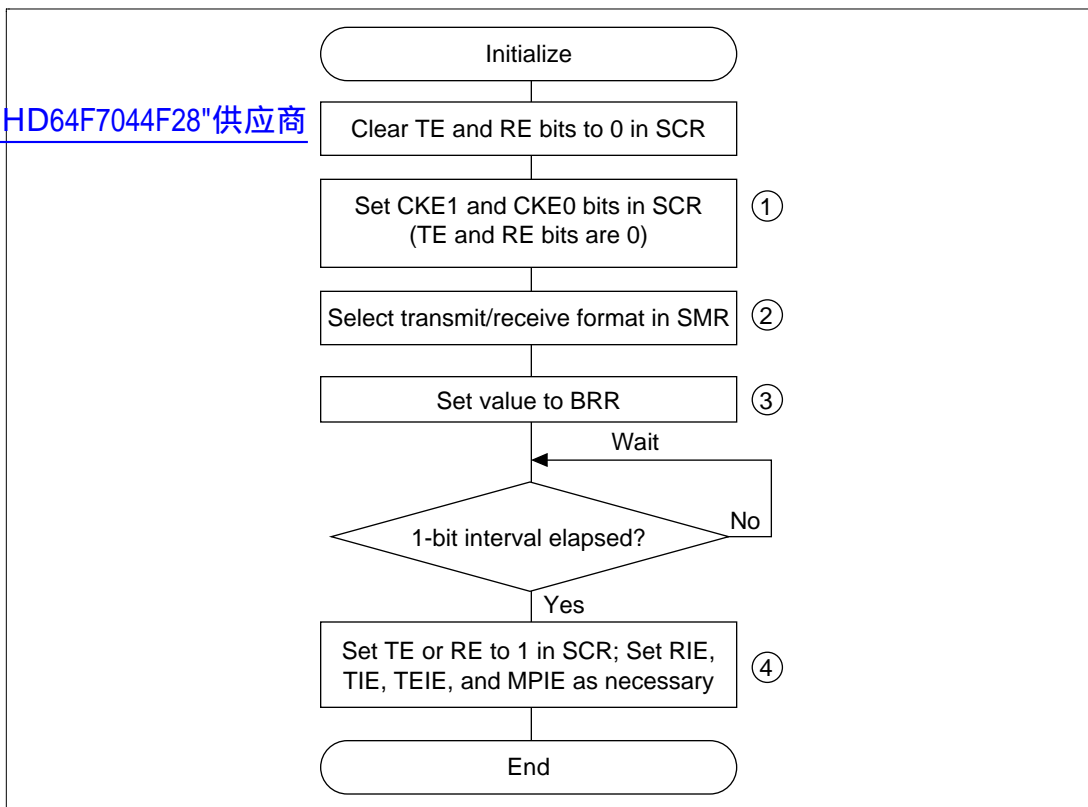 Initialize
HD64F7044F28"供应商
Clear TE and RE bits to 0 in SCR
Set CKE1 and CKE0 bits in SCR
(TE and RE bits are 0)
1
Select transmit/receive format in SMR
2
Set value to BRR
3
Wait
1-bit interval elapsed?
No
Yes
Set TE or RE to 1 in SCR; Set RIE,
TIE, TEIE, and MPIE as necessary
4
End